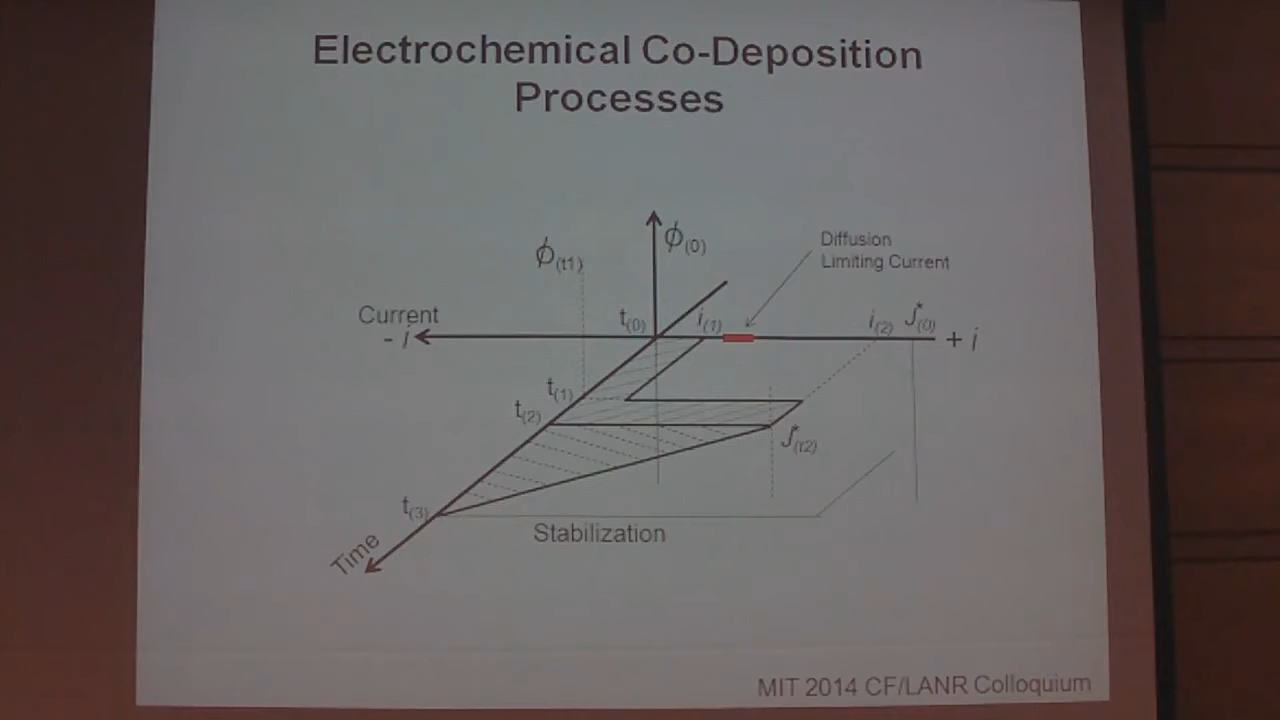 Electrochemical Co-Deposition
Processes
ϕ(0)
ϕ(t1)
Diffusion
Limiting Current
Current
- i
t(0)
i(1)
i(2)
J*(0)
+ i
t(1)
t(2)
J*(t2)
t(3)
Stabilization
Time
MIT 2014 CF/LANR Colloquium